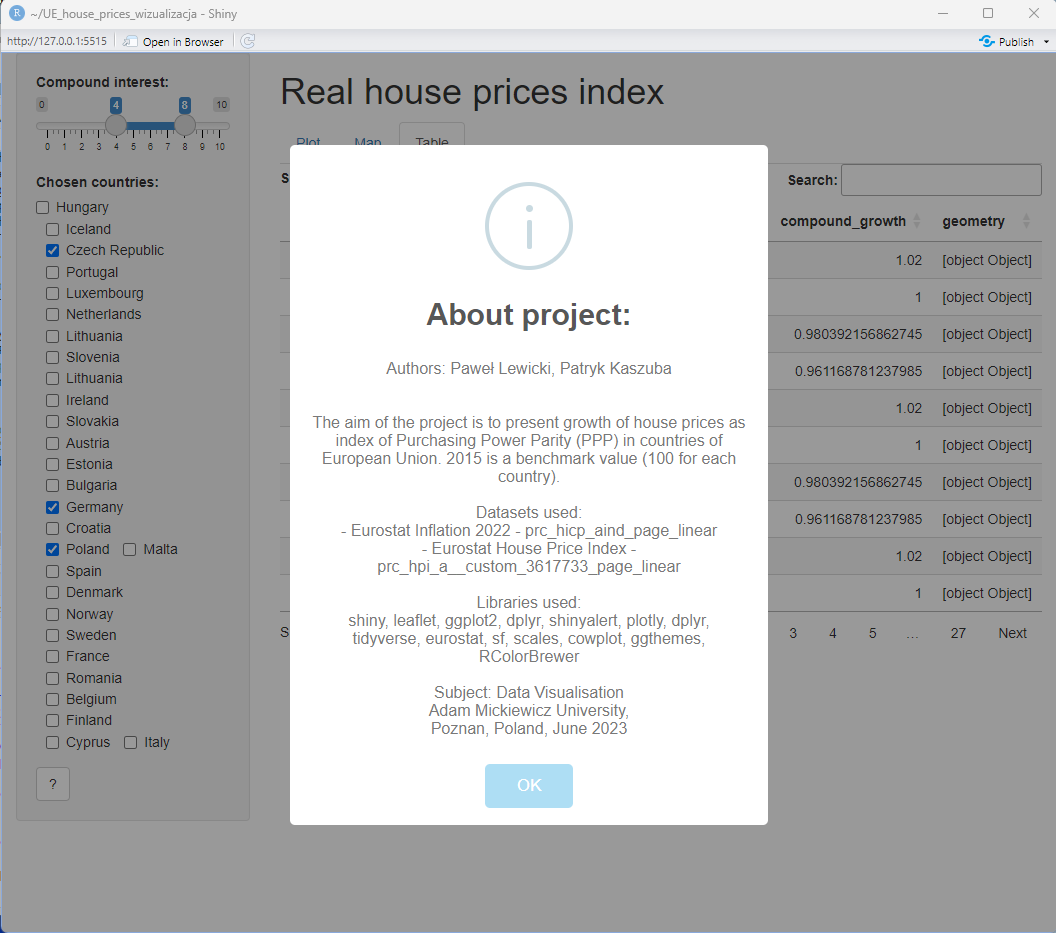 ~/UE_house_prices_wizualizacja - Shiny
http://127.0.0.1:5515 Open in Browser Publish
Compound interest:
0 4 8 10
0 1 2 3 4 5 6 7 8 9 10
Chosen countries:
Hungary
Iceland
Czech Republic
Portugal
Luxembourg
Netherlands
Lithuania
Slovenia
Lithuania
Ireland
Slovakia
Austria
Estonia
Bulgaria
Germany
Croatia
Poland Malta
Spain
Denmark
Norway
Sweden
France
Romania
Belgium
Finland
Cyprus Italy
?
Real house prices index
Plot Map Table
S Search:
compound_growth geometry
1.02 [object Object]
1 [object Object]
0.980392156862745 [object Object]
0.961168781237985 [object Object]
1.02 [object Object]
1 [object Object]
0.980392156862745 [object Object]
0.961168781237985 [object Object]
1.02 [object Object]
1 [object Object]
S 3 4 5 … 27 Next
About project:
Authors: Paweł Lewicki, Patryk Kaszuba
The aim of the project is to present growth of house prices as
index of Purchasing Power Parity (PPP) in countries of
European Union. 2015 is a benchmark value (100 for each
country).
Datasets used:
- Eurostat Inflation 2022 - prc_hicp_aind_page_linear
- Eurostat House Price Index -
prc_hpi_a__custom_3617733_page_linear
Libraries used:
shiny, leaflet, ggplot2, dplyr, shinyalert, plotly, dplyr,
tidyverse, eurostat, sf, scales, cowplot, ggthemes,
RColorBrewer
Subject: Data Visualisation
Adam Mickiewicz University,
Poznan, Poland, June 2023
OK